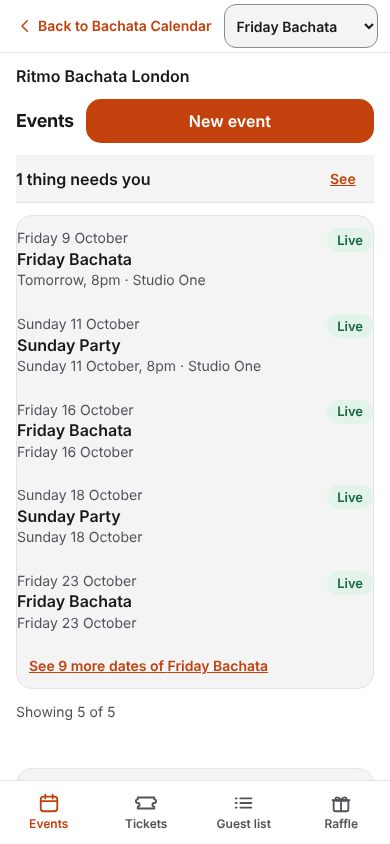 Back to Bachata Calendar
Friday Bachata
Ritmo Bachata London
Events
New event
1 thing needs you
See
Friday 9 October
Live
Friday Bachata
Tomorrow, 8pm · Studio One
Sunday 11 October
Live
Sunday Party
Sunday 11 October, 8pm · Studio One
Friday 16 October
Live
Friday Bachata
Friday 16 October
Sunday 18 October
Live
Sunday Party
Sunday 18 October
Friday 23 October
Live
Friday Bachata
Friday 23 October
See 9 more dates of Friday Bachata
Showing 5 of 5
Events
Tickets
Guest list
Raffle